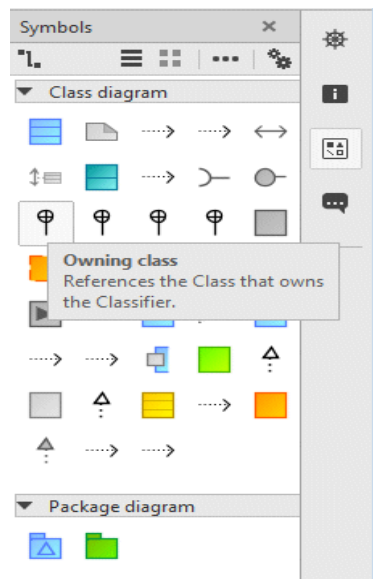 Symbols
Class diagram
Owning class
References the Class that owns
the Classifier.
Package diagram